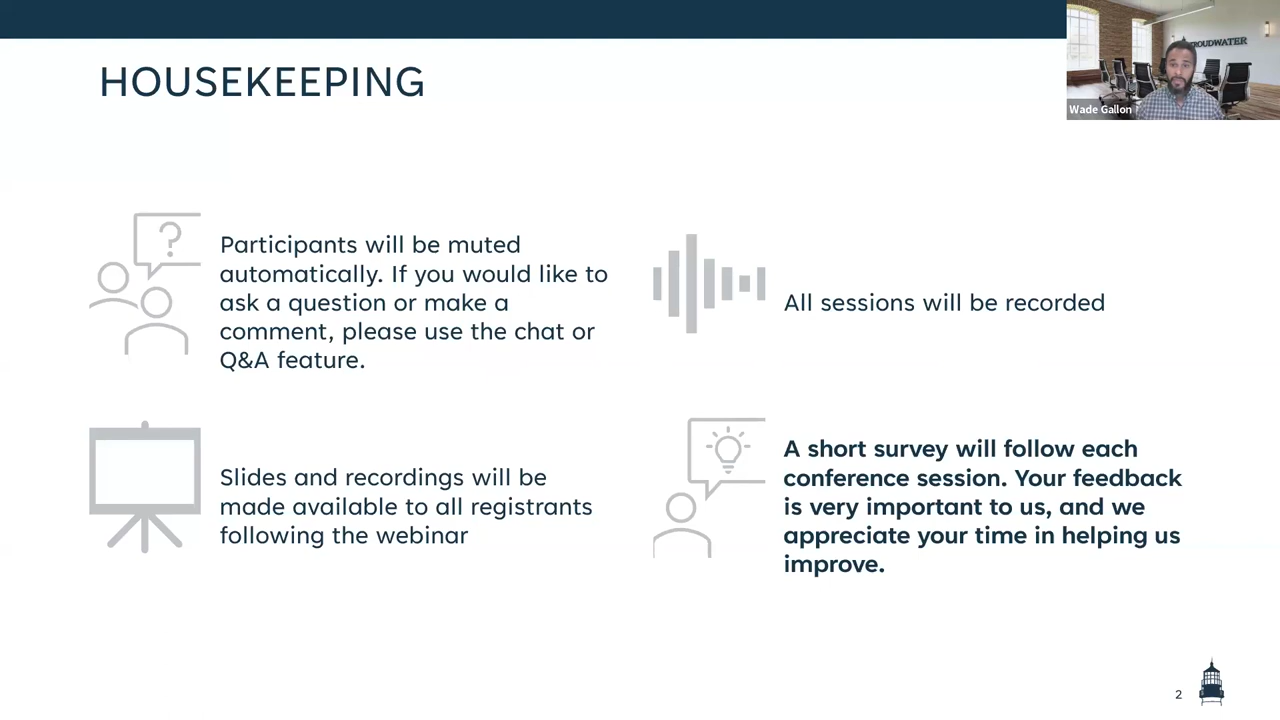 HOUSEKEEPING
Wade Gallon
Participants will be muted
automatically. If you would like to
ask a question or make a
comment, please use the chat or
Q&A feature.
?
All sessions will be recorded
Slides and recordings will be
made available to all registrants
following the webinar
A short survey will follow each
conference session. Your feedback
is very important to us, and we
appreciate your time in helping us
improve.
2